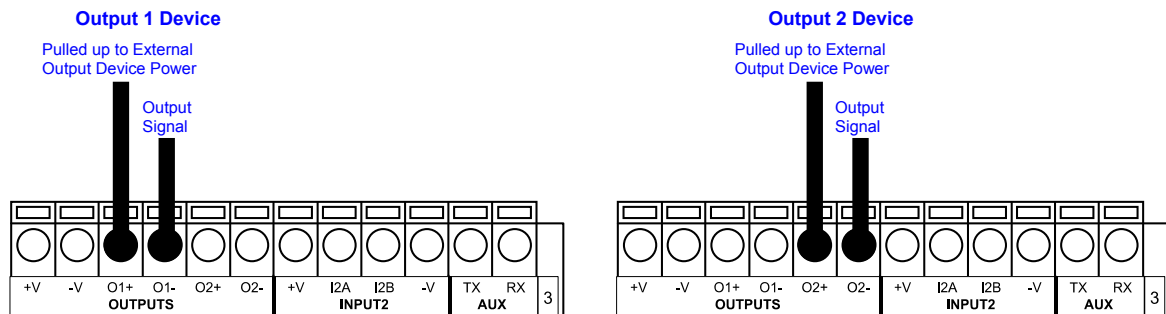 Output 1 Device
Pulled up to External
Output Device Power
Output
Signal
+V -V O1+ O1- O2+ O2- +V I2A I2B -V TX RX
OUTPUTS INPUT2 AUX 3
Output 2 Device
Pulled up to External
Output Device Power
Output
Signal
+V -V O1+ O1- O2+ O2- +V I2A I2B -V TX RX
OUTPUTS INPUT2 AUX 3